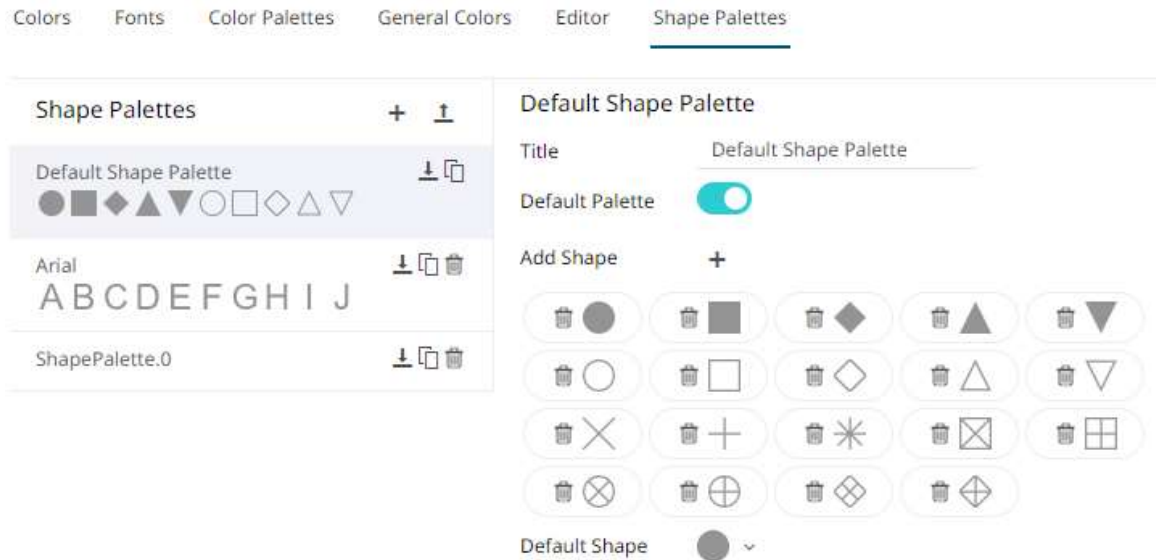 Colors Fonts Color Palettes General Colors Editor Shape Palettes
Shape Palettes
Default Shape Palette
Arial
A B C D E F G H I J
ShapePalette.0
Default Shape Palette
Title Default Shape Palette
Default Palette
Add Shape
Default Shape